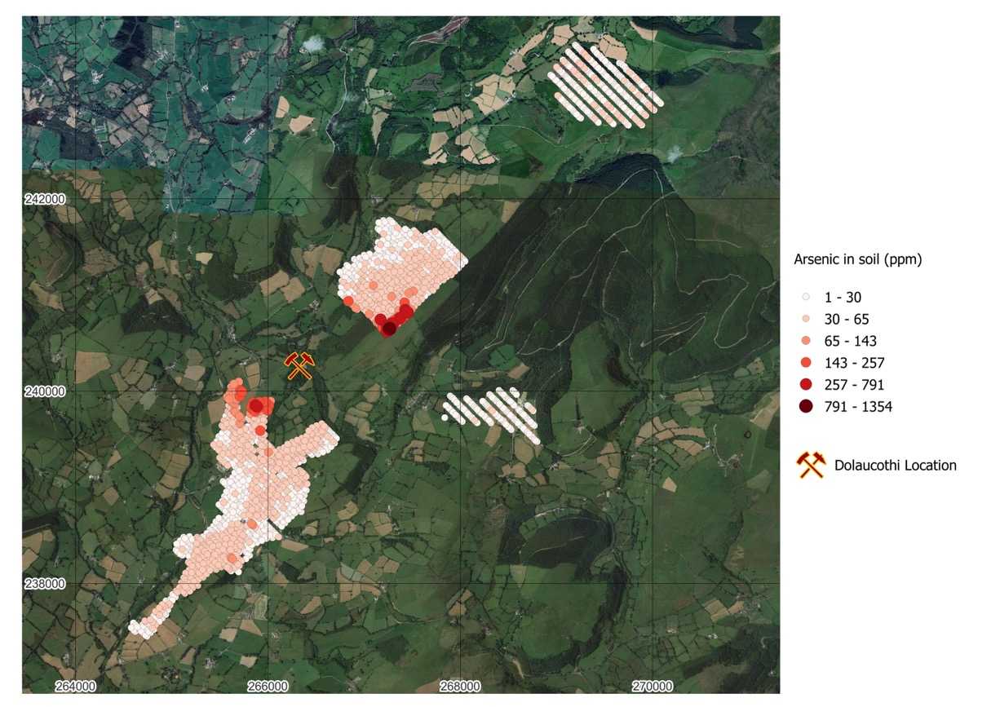 242000
240000
238000
264000
266000
268000
270000
Arsenic in soil (ppm)
1 - 30
30 - 65
65 - 143
143 - 257
257 - 791
791 - 1354
Dolaucothi Location